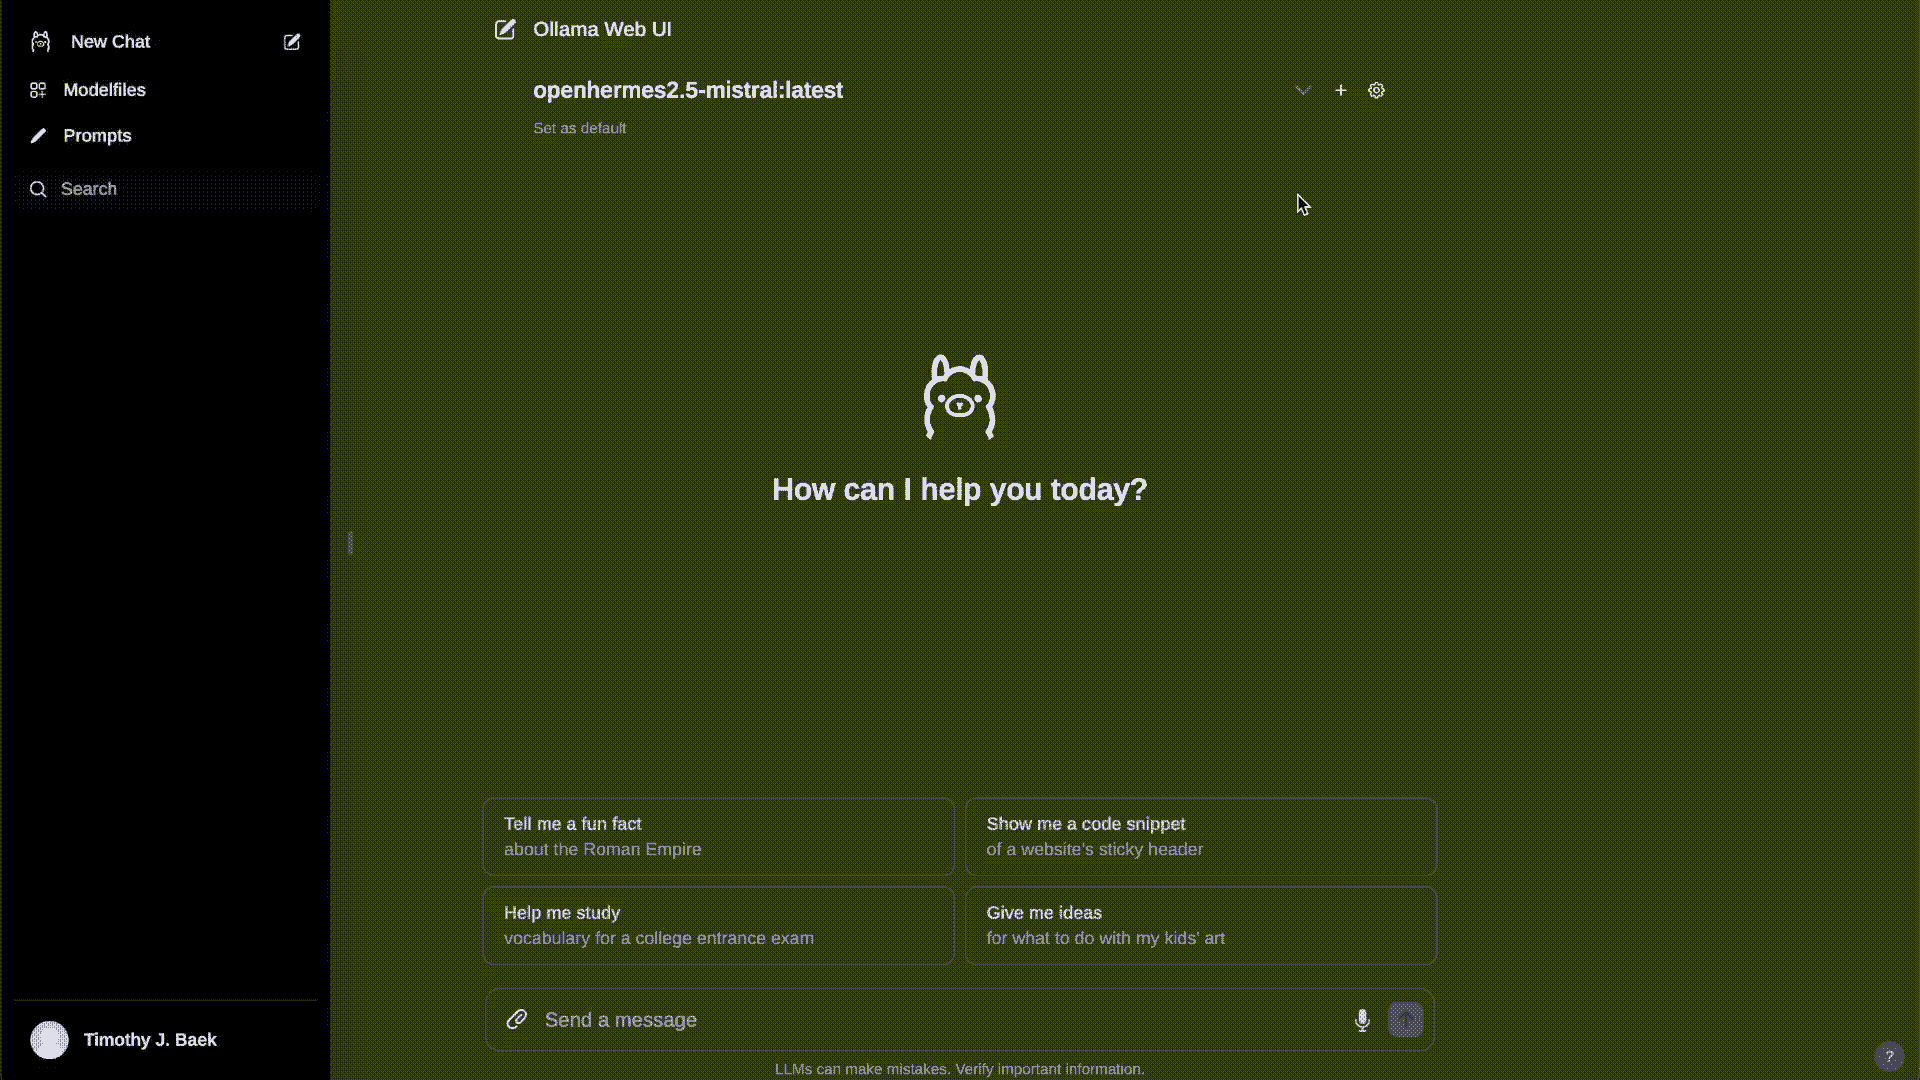 New Chat
Modelfiles
Prompts
Search
Timothy J. Baek
Ollama Web UI
openhermes2.5-mistral:latest
Set as default
How can I help you today?
Tell me a fun fact
about the Roman Empire
Show me a code snippet
of a website's sticky header
Help me study
vocabulary for a college entrance exam
Give me ideas
for what to do with my kids' art
Send a message
LLMs can make mistakes. Verify important information.
?